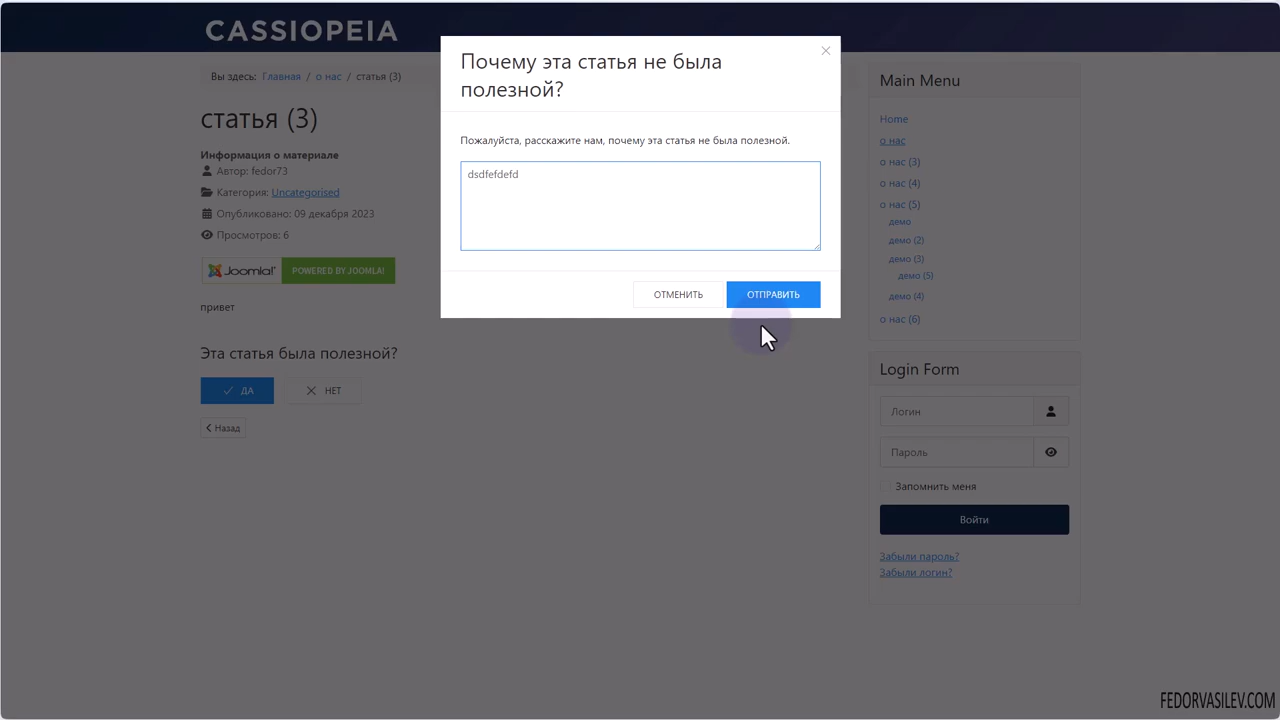 CASSIOPEIA
Почему эта статья не была
полезной?
Пожалуйста, расскажите нам, почему эта статья не была полезной.
dsdfefdefd
ОТМЕНИТЬ
ОТПРАВИТЬ
Вы здесь: Главная / о нас / статья (3)
статья (3)
Информация о материале
Автор: fedor73
Категория: Uncategorised
Опубликовано: 09 декабря 2023
Просмотров: 6
Joomla!® POWERED BY JOOMLA!
привет
Эта статья была полезной?
ДА
НЕТ
Назад
Main Menu
Home
о нас
о нас (3)
о нас (4)
о нас (5)
демо
демо (2)
демо (3)
демо (5)
демо (4)
о нас (6)
Login Form
Логин
Пароль
Запомнить меня
Войти
Забыли пароль?
Забыли логин?
FEDORVASILEV.COM